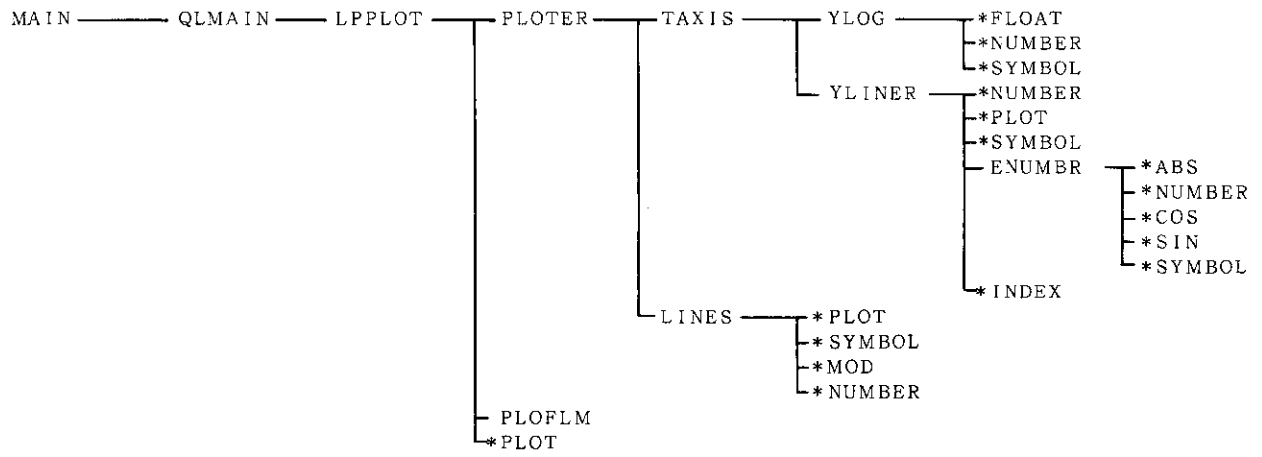 MAIN QLMAIN LPPLOT PLOTER TAXIS YLOG *FLOAT
*NUMBER
*SYMBOL
YLINER *NUMBER
*PLOT
*SYMBOL
ENUMBR *ABS
*NUMBER
*COS
*SIN
*SYMBOL
*INDEX
LINES *PLOT
*SYMBOL
*MOD
*NUMBER
PLOFLM
*PLOT